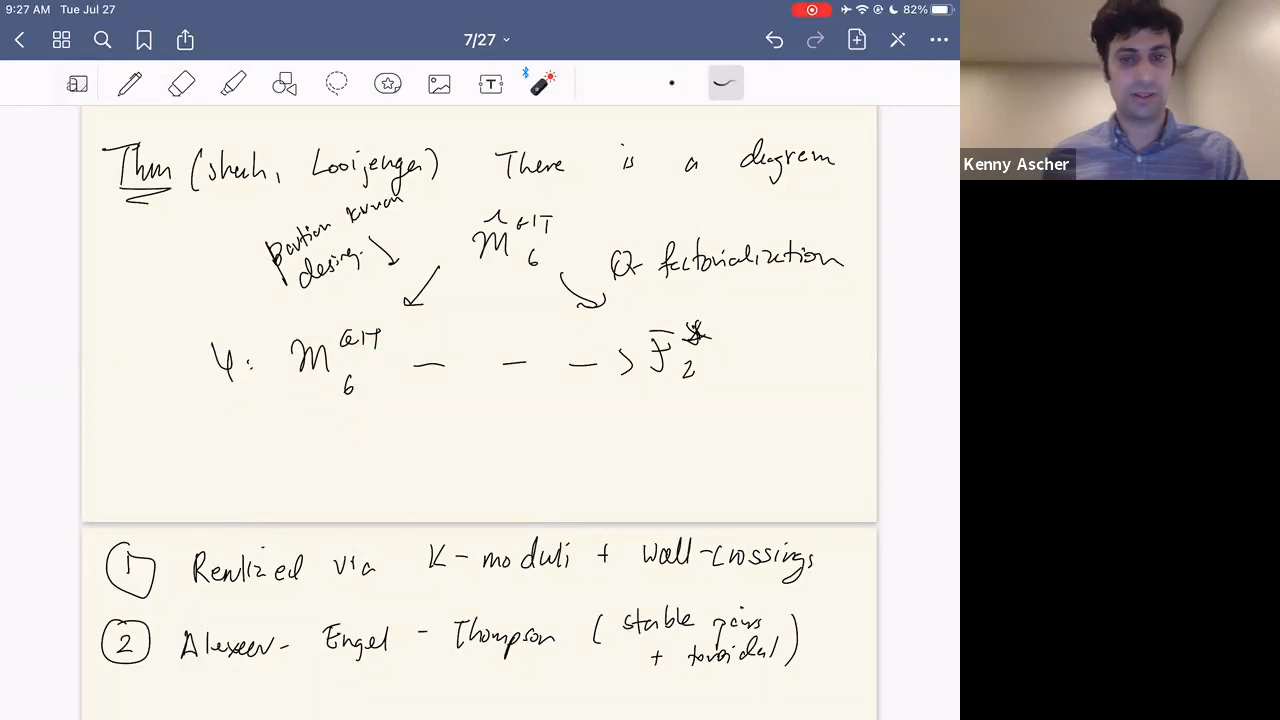 9:27 AM Tue Jul 27
82%
7/27
Kenny Ascher
Thm (Shah, Looijenga) There is a diagram
partial Kirwan
desing.
M̂ GIT 6
Q-factorialization
ψ: M GIT 6 - - -> F̄ * 2
① Realized via K-moduli + wall-crossings
② Alexeev-Engel-Thompson (stable pairs
+ toroidal)